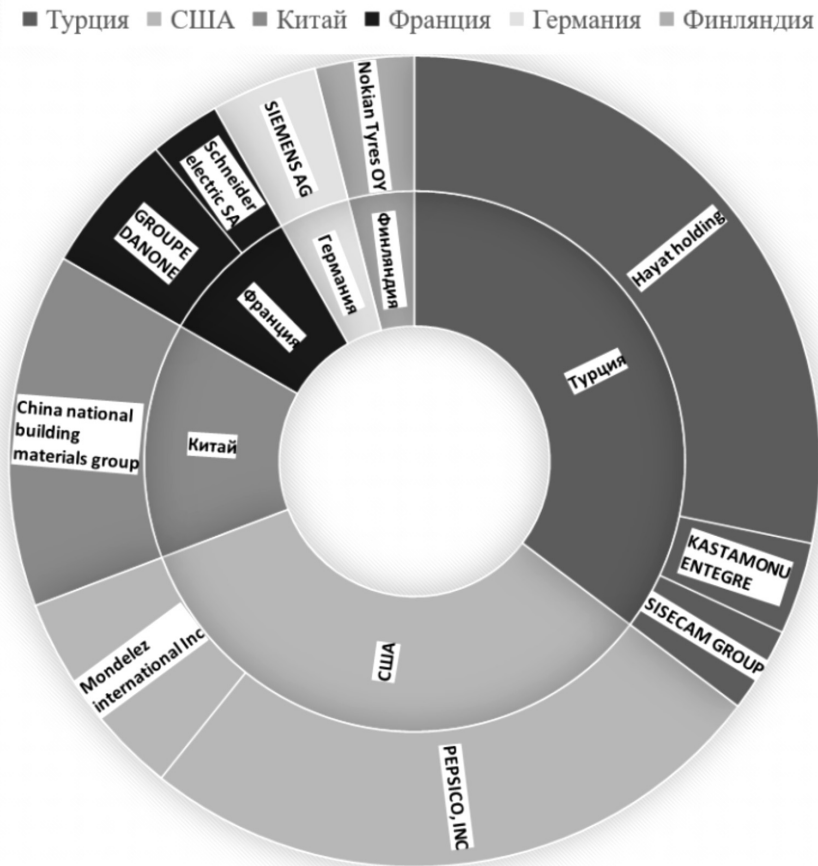 Турция США Китай Франция Германия Финляндия
Nokian Tyres OY
SIEMENS AG
Schneider
electric SA
GROUPE
DANONE
Hayat holding
Финляндия
Германия
Франция
Турция
China national
building
materials group
Китай
KASTAMONU
ENTEGRE
SISECAM GROUP
Mondelez
international Inc
США
PEPSICO, INC